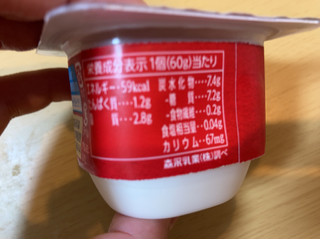 栄養成分表示 1個(60g)当たり
エネルギー…59kcal
たんぱく質…1.2g
脂 質…2.8g
炭水化物…7.4g
-糖 質…7.2g
-食物繊維…0.2g
食塩相当量…0.04g
カリウム…67mg
森永乳業(株)調べ